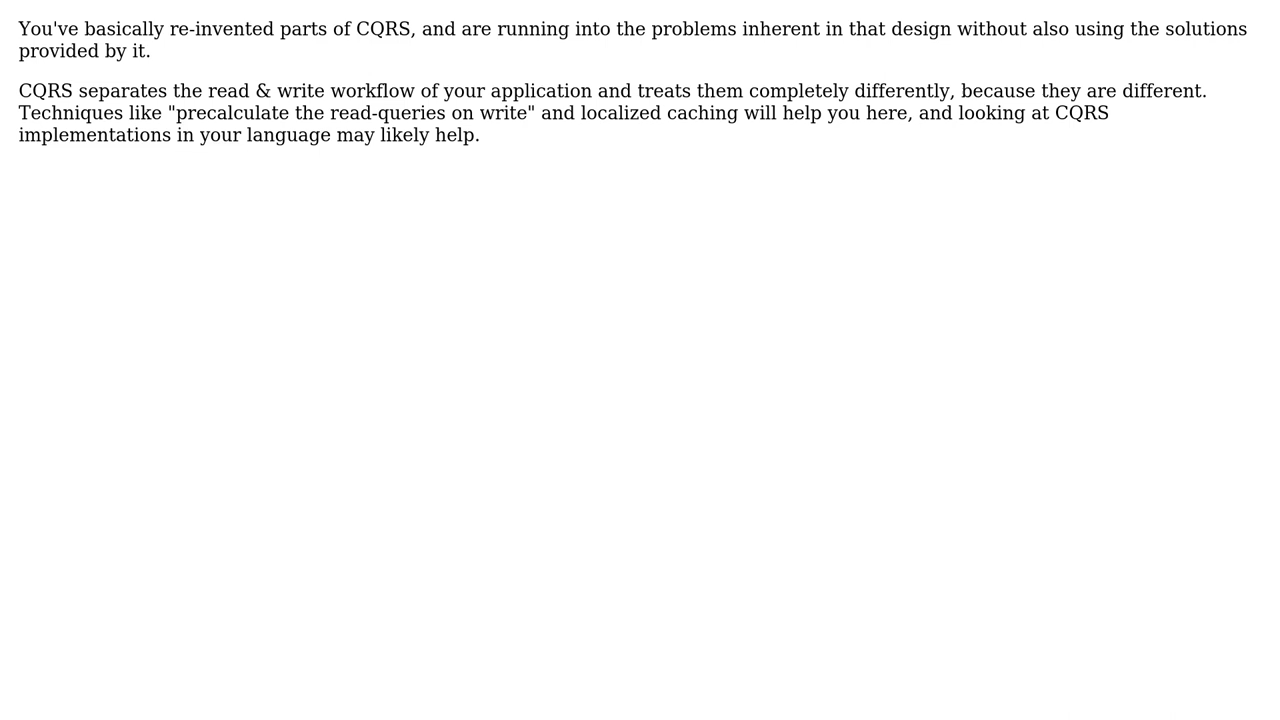 You've basically re-invented parts of CQRS, and are running into the problems inherent in that design without also using the solutions
provided by it.
CQRS separates the read & write workflow of your application and treats them completely differently, because they are different.
Techniques like "precalculate the read-queries on write" and localized caching will help you here, and looking at CQRS
implementations in your language may likely help.